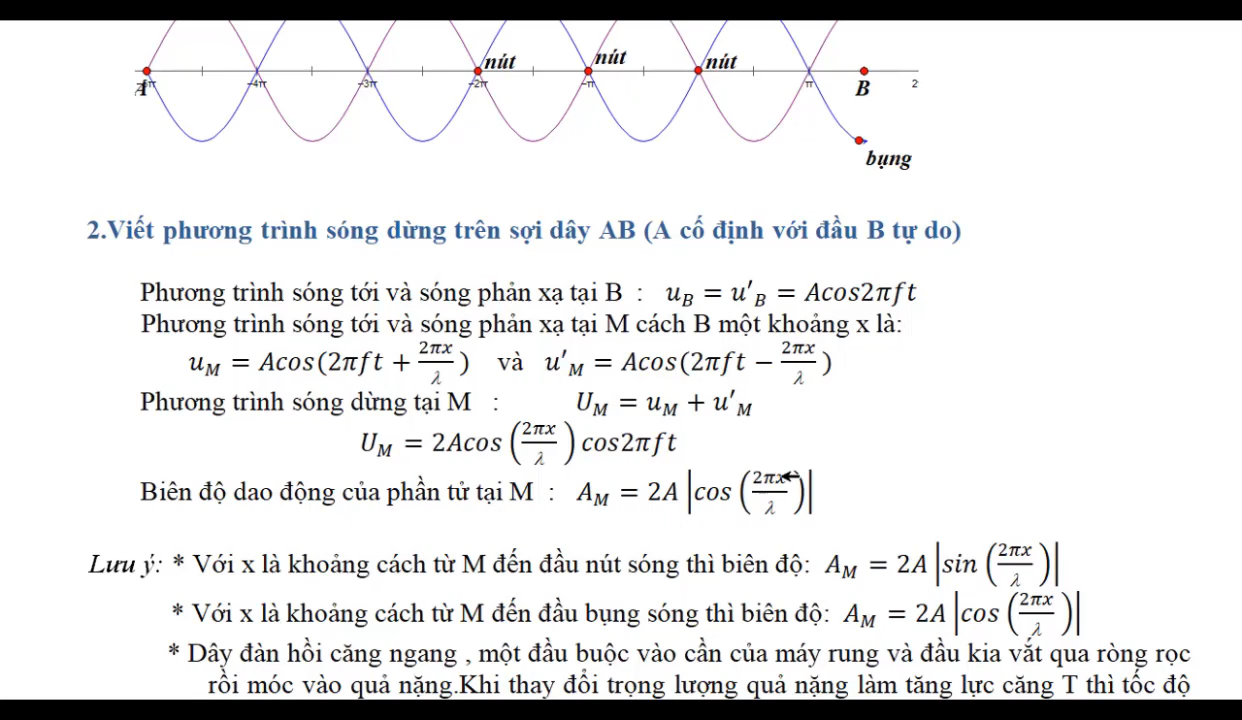 nút nút nút
A -4π -3π -2π -π π B 2
bụng
2.Viết phương trình sóng dừng trên sợi dây AB (A cố định với đầu B tự do)
Phương trình sóng tới và sóng phản xạ tại B : u_B = u'_B = Acos2πft
Phương trình sóng tới và sóng phản xạ tại M cách B một khoảng x là:
u_M = Acos(2πft + 2πx/λ) và u'_M = Acos(2πft − 2πx/λ)
Phương trình sóng dừng tại M : U_M = u_M + u'_M
U_M = 2Acos(2πx/λ)cos2πft
Biên độ dao động của phần tử tại M : A_M = 2A|cos(2πx/λ)|
Lưu ý: * Với x là khoảng cách từ M đến đầu nút sóng thì biên độ: A_M = 2A|sin(2πx/λ)|
* Với x là khoảng cách từ M đến đầu bụng sóng thì biên độ: A_M = 2A|cos(2πx/λ)|
* Dây đàn hồi căng ngang , một đầu buộc vào cần của máy rung và đầu kia vắt qua ròng rọc
rồi móc vào quả nặng.Khi thay đổi trọng lượng quả nặng làm tăng lực căng T thì tốc độ